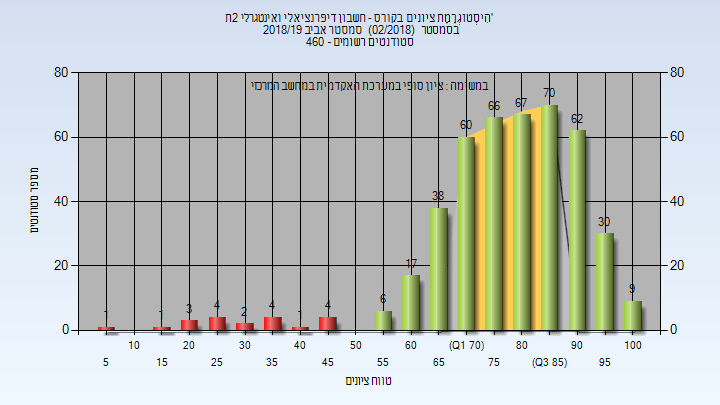 היסטוגרמת ציונים בקורס - חשבון דיפרנציאלי ואינטגרלי 2ת'
בסמסטר (02/2018) סמסטר אביב 2018/19
סטודנטים רשומים - 460
במשימה : ציון סופי במערכת האקדמית במחשב המרכזי
80 80
60 60
40 40
20 20
0 0
מספר סטודנטים
1 1 3 4 2 4 1 4 6 17 38 60 66 67 70 62 30 9
10 20 30 40 50 60 (Q1 70) 80 90 100
5 15 25 35 45 55 65 75 (Q3 85) 95
טווח ציונים